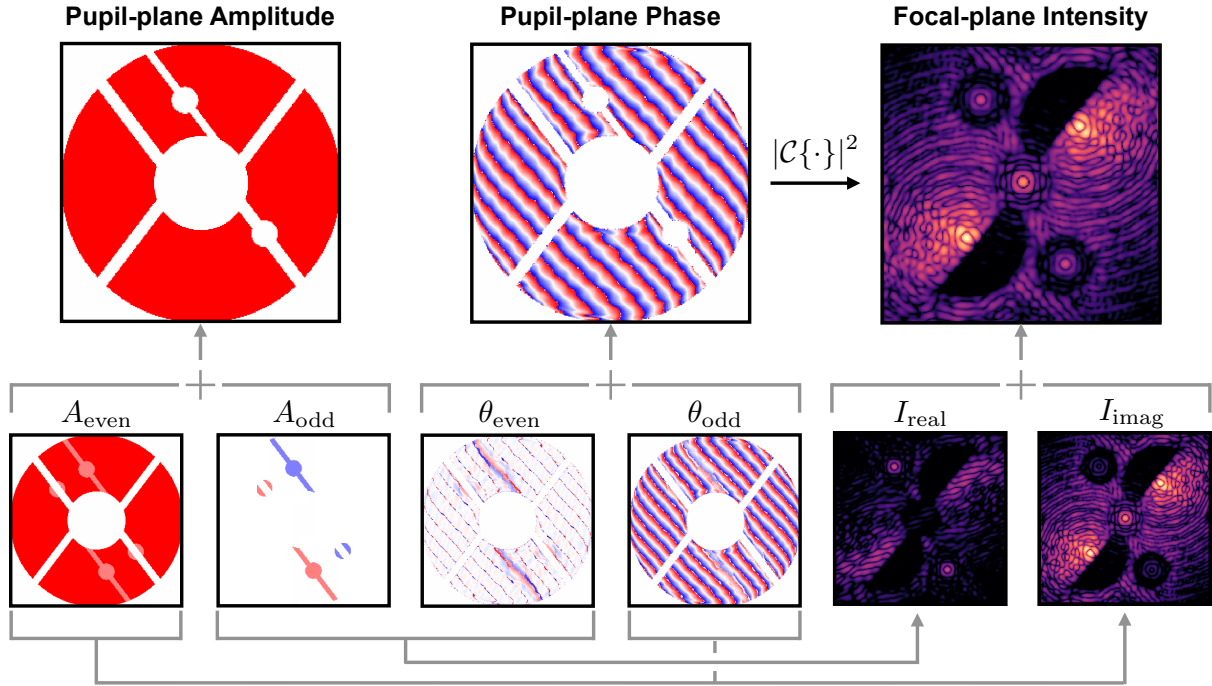 Pupil-plane Amplitude
Pupil-plane Phase
Focal-plane Intensity
|𝒞{·}|²
A_even
A_odd
θ_even
θ_odd
I_real
I_imag